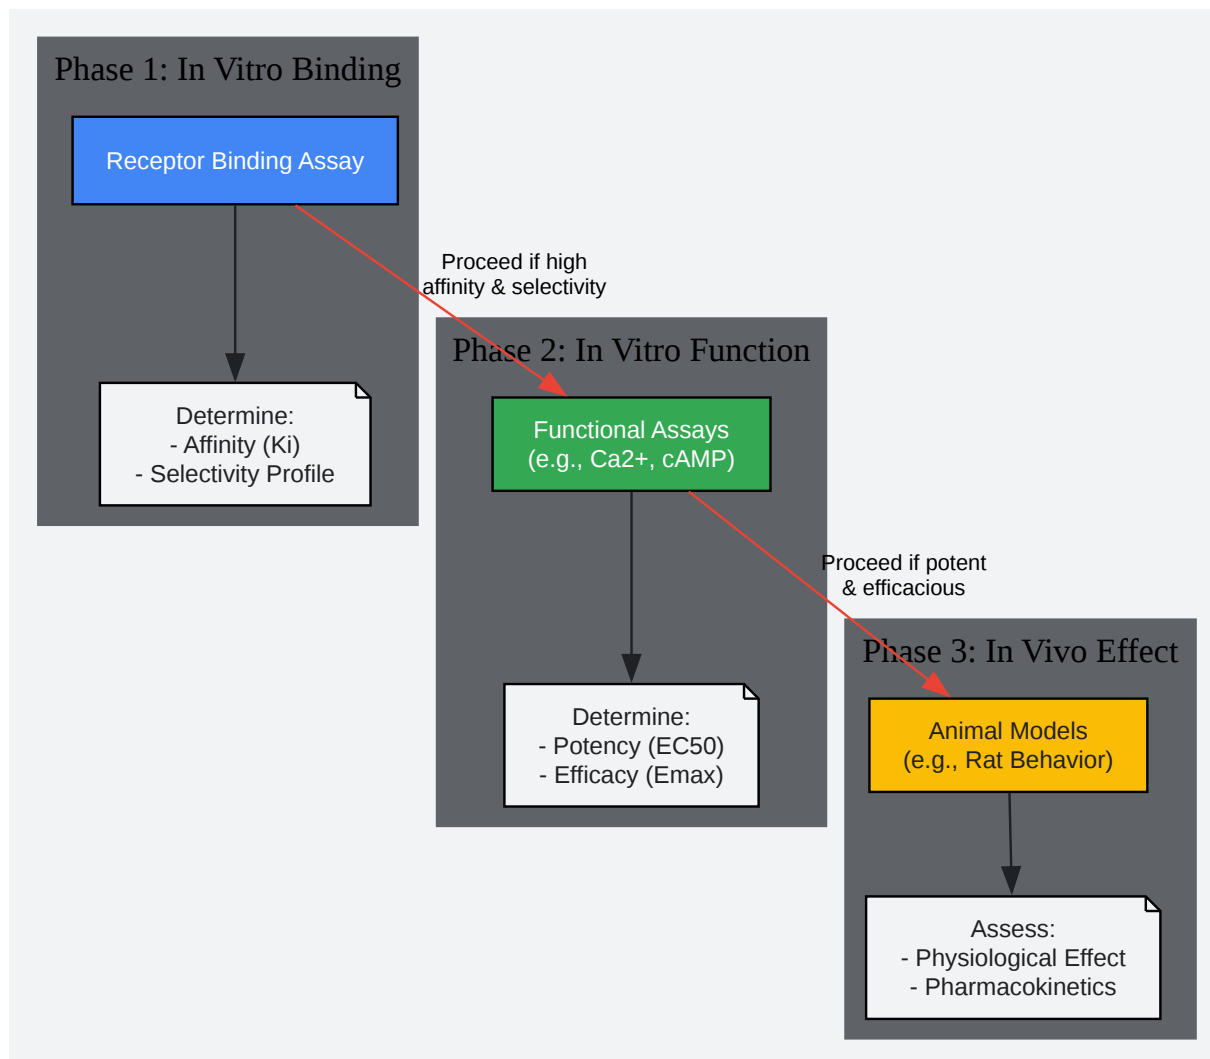 Phase 1: In Vitro Binding
Receptor Binding Assay
Proceed if high
affinity & selectivity
Determine:
- Affinity (Ki)
- Selectivity Profile
Phase 2: In Vitro Function
Functional Assays
(e.g., Ca2+, cAMP)
Proceed if potent
& efficacious
Determine:
- Potency (EC50)
- Efficacy (Emax)
Phase 3: In Vivo Effect
Animal Models
(e.g., Rat Behavior)
Assess:
- Physiological Effect
- Pharmacokinetics